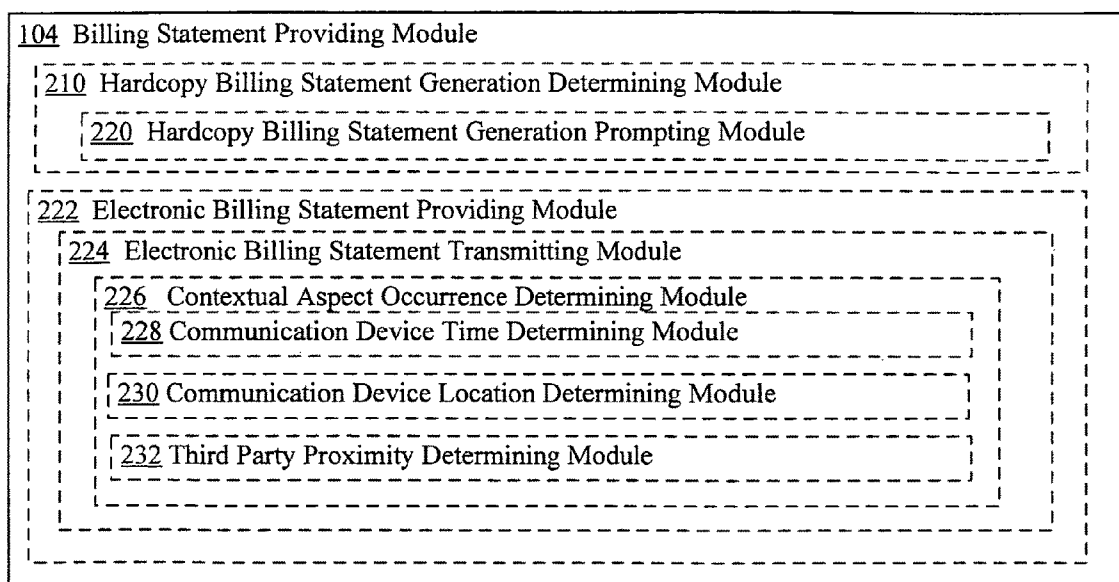 104 Billing Statement Providing Module
210 Hardcopy Billing Statement Generation Determining Module
220 Hardcopy Billing Statement Generation Prompting Module
222 Electronic Billing Statement Providing Module
224 Electronic Billing Statement Transmitting Module
226 Contextual Aspect Occurrence Determining Module
228 Communication Device Time Determining Module
230 Communication Device Location Determining Module
232 Third Party Proximity Determining Module